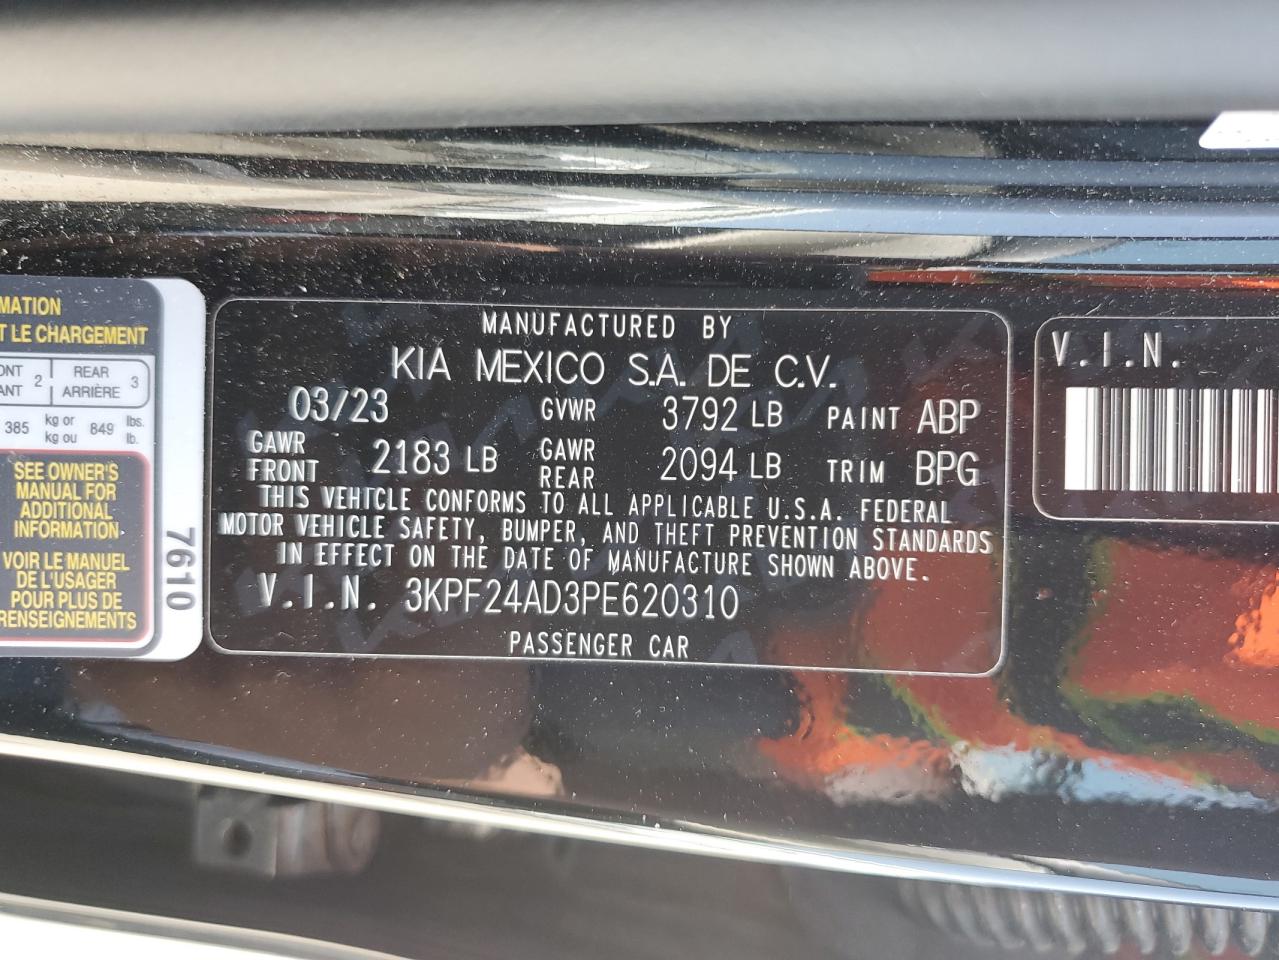 MATION
T LE CHARGEMENT
ONT 2 REAR 3
ANT ARRIÈRE
385 kg or 849 lbs.
kg ou lb.
SEE OWNER'S
MANUAL FOR
ADDITIONAL
INFORMATION
VOIR LE MANUEL
DE L'USAGER
POUR PLUS DE
RENSEIGNEMENTS
7610
MANUFACTURED BY
KIA MEXICO S.A. DE C.V.
03/23 GVWR 3792 LB PAINT ABP
GAWR FRONT 2183 LB GAWR REAR 2094 LB TRIM BPG
THIS VEHICLE CONFORMS TO ALL APPLICABLE U.S.A. FEDERAL
MOTOR VEHICLE SAFETY, BUMPER, AND THEFT PREVENTION STANDARDS
IN EFFECT ON THE DATE OF MANUFACTURE SHOWN ABOVE.
V.I.N. 3KPF24AD3PE620310
PASSENGER CAR
V.I.N.